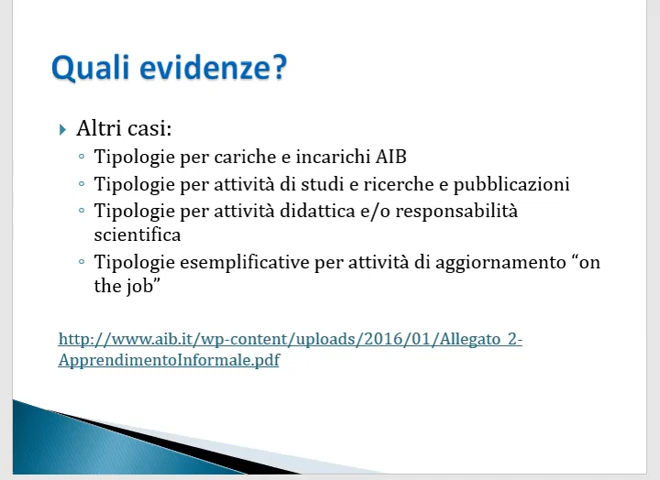 Quali evidenze?
Altri casi:
Tipologie per cariche e incarichi AIB
Tipologie per attività di studi e ricerche e pubblicazioni
Tipologie per attività didattica e/o responsabilità
scientifica
Tipologie esemplificative per attività di aggiornamento “on
the job”
http://www.aib.it/wp-content/uploads/2016/01/Allegato_2-
ApprendimentoInformale.pdf